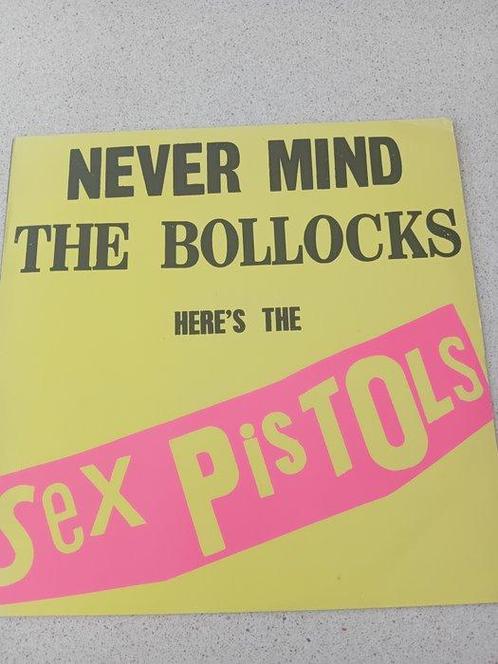 NEVER MIND
THE BOLLOCKS
HERE'S THE
Sex PiSTOLs